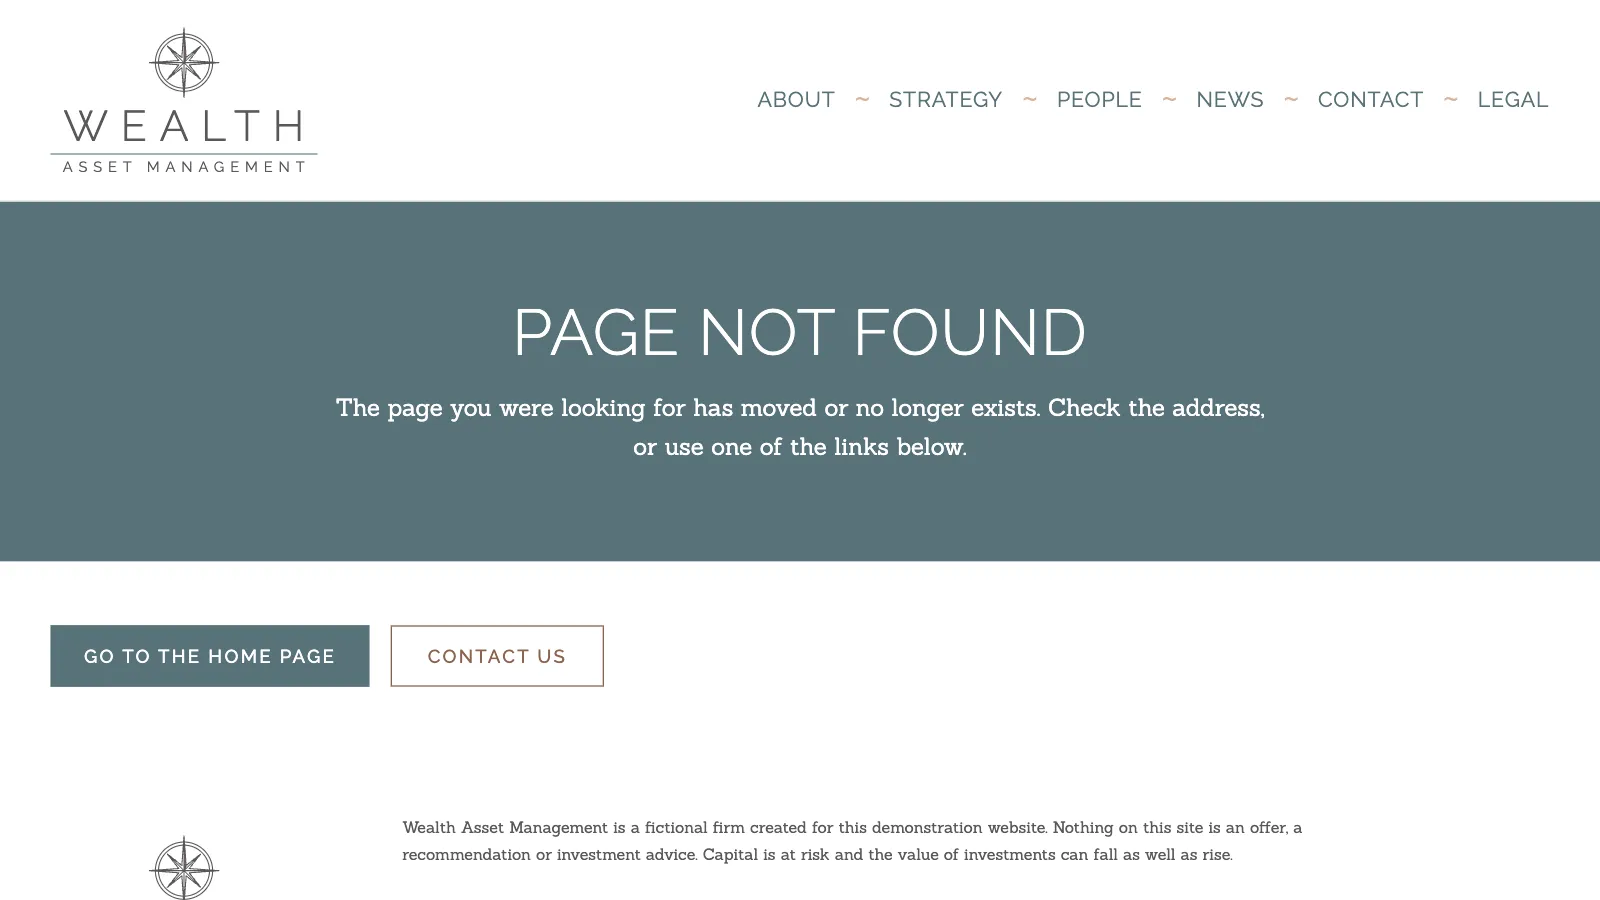 WEALTH
ASSET MANAGEMENT
ABOUT ~ STRATEGY ~ PEOPLE ~ NEWS ~ CONTACT ~ LEGAL
PAGE NOT FOUND
The page you were looking for has moved or no longer exists. Check the address,
or use one of the links below.
GO TO THE HOME PAGE
CONTACT US
Wealth Asset Management is a fictional firm created for this demonstration website. Nothing on this site is an offer, a
recommendation or investment advice. Capital is at risk and the value of investments can fall as well as rise.